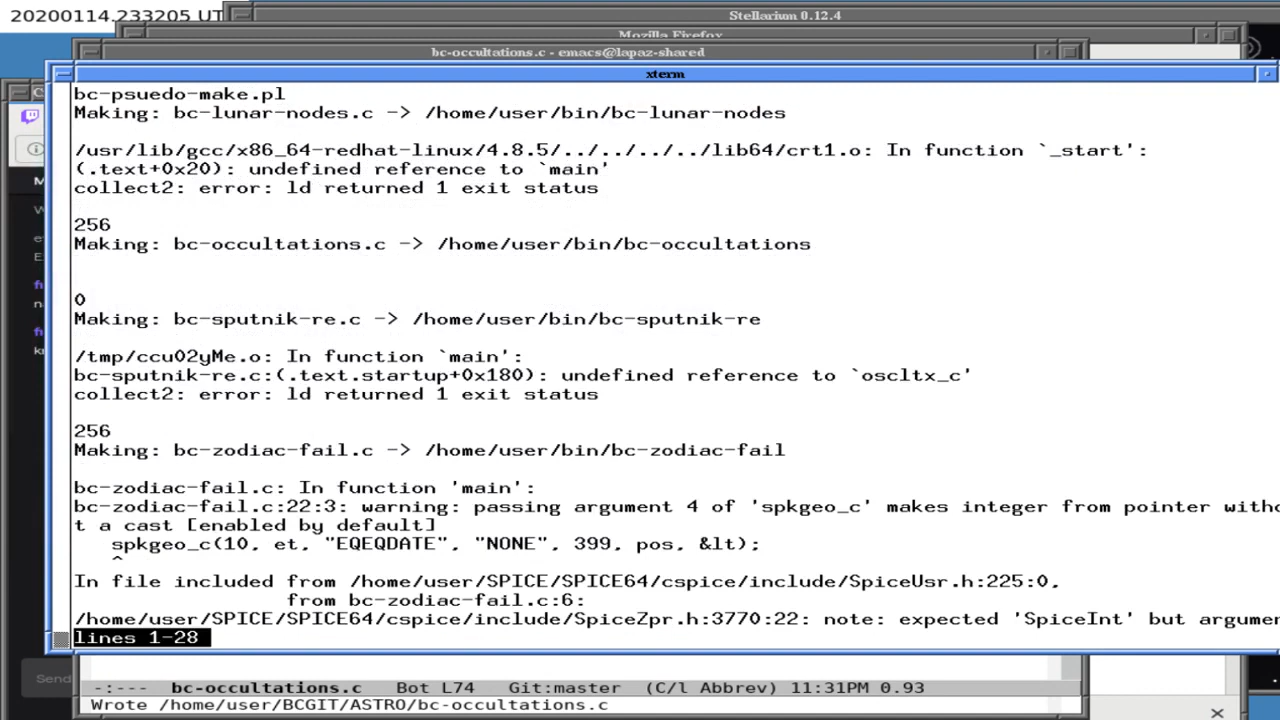 20200114.233205 UT
Stellarium 0.12.4
Mozilla Firefox
bc-occultations.c - emacs@lapaz-shared
xterm
bc-psuedo-make.pl
Making: bc-lunar-nodes.c -> /home/user/bin/bc-lunar-nodes
/usr/lib/gcc/x86_64-redhat-linux/4.8.5/../../../../lib64/crt1.o: In function `_start':
(.text+0x20): undefined reference to `main'
collect2: error: ld returned 1 exit status
256
Making: bc-occultations.c -> /home/user/bin/bc-occultations
0
Making: bc-sputnik-re.c -> /home/user/bin/bc-sputnik-re
/tmp/ccu02yMe.o: In function `main':
bc-sputnik-re.c:(.text.startup+0x180): undefined reference to `oscltx_c'
collect2: error: ld returned 1 exit status
256
Making: bc-zodiac-fail.c -> /home/user/bin/bc-zodiac-fail
bc-zodiac-fail.c: In function 'main':
bc-zodiac-fail.c:22:3: warning: passing argument 4 of 'spkgeo_c' makes integer from pointer witho
t a cast [enabled by default]
spkgeo_c(10, et, "EQEQDATE", "NONE", 399, pos, &lt);
^
In file included from /home/user/SPICE/SPICE64/cspice/include/SpiceUsr.h:225:0,
from bc-zodiac-fail.c:6:
/home/user/SPICE/SPICE64/cspice/include/SpiceZpr.h:3770:22: note: expected 'SpiceInt' but argumen
lines 1-28
Send
-:--- bc-occultations.c Bot L74 Git:master (C/l Abbrev) 11:31PM 0.93
Wrote /home/user/BCGIT/ASTRO/bc-occultations.c